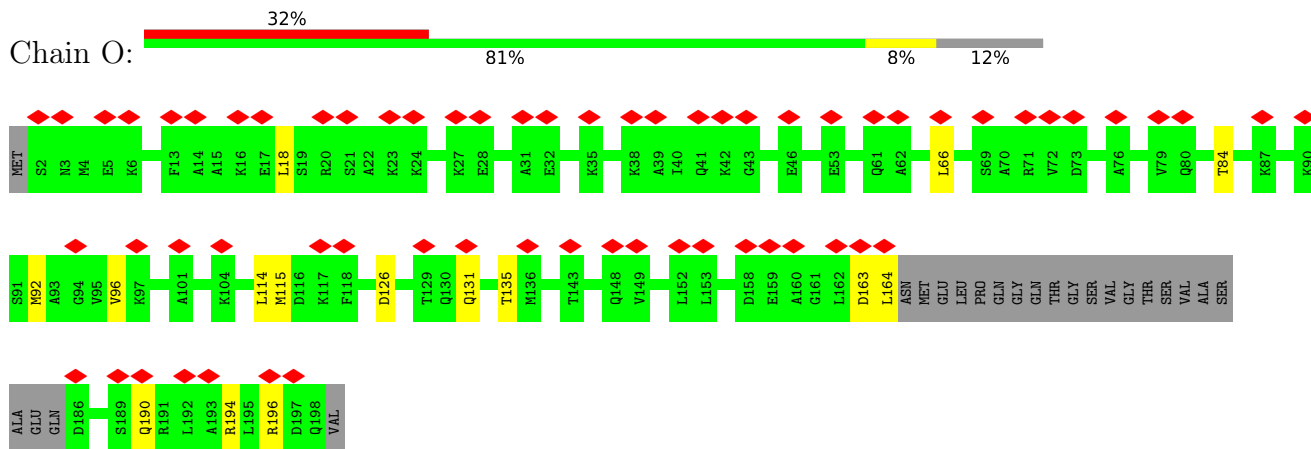 32%
Chain O:
81% 8% 12%
MET S2 N3 M4 E5 K6 F13 A14 A15 K16 E17 L18 S19 R20 S21 A22 K23 K24 K27 E28 A31 E32 K35 K38 A39 I40 Q41 K42 G43 E46 E53 Q61 A62 L66 S69 A70 R71 V72 D73 A76 V79 Q80 T84 K87 K90
S91 M92 A93 G94 V95 V96 K97 A101 K104 L114 M115 D116 K117 F118 D126 T129 Q130 Q131 T135 M136 T143 Q148 V149 L152 L153 D158 E159 A160 G161 L162 D163 L164 ASN MET GLU LEU PRO GLN GLY GLN THR GLY SER VAL GLY THR SER VAL ALA SER
ALA GLU GLN D186 S189 Q190 R191 L192 A193 R194 L195 R196 D197 Q198 VAL